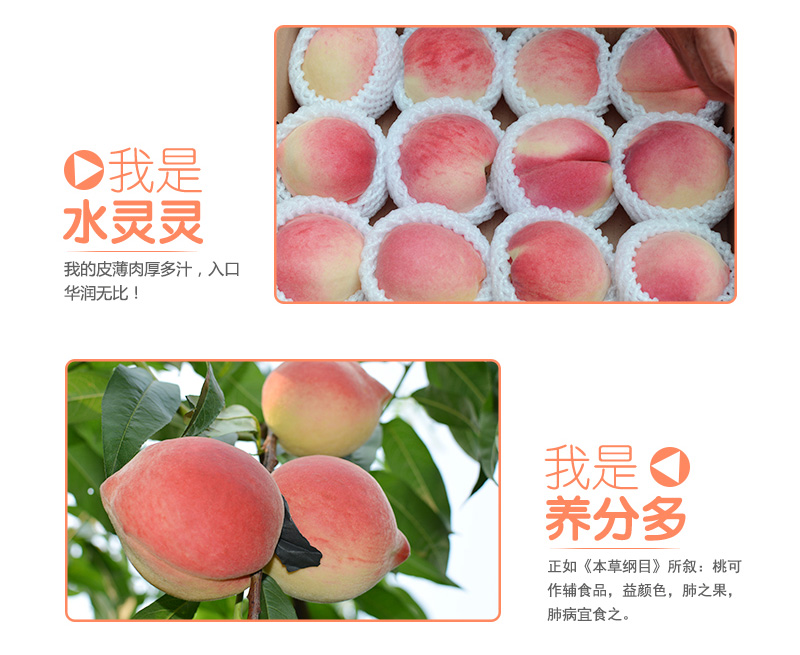 我是
水灵灵
我的皮薄肉厚多汁，入口
华润无比！
我是
养分多
正如《本草纲目》所叙：桃可
作辅食品，益颜色，肺之果，
肺病宜食之。